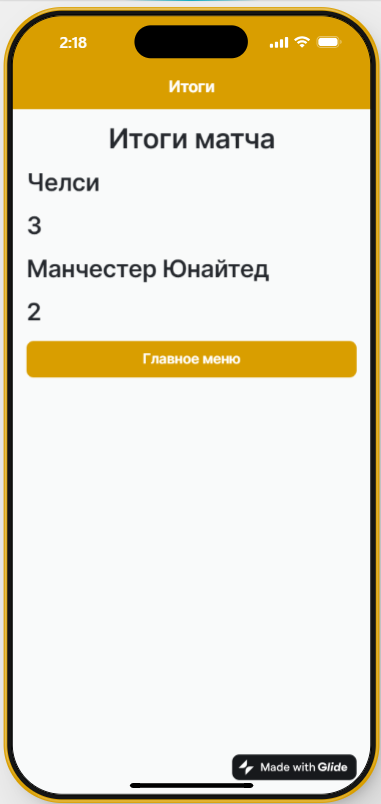 2:18
Итоги
Итоги матча
Челси
3
Манчестер Юнайтед
2
Главное меню
Made with Glide